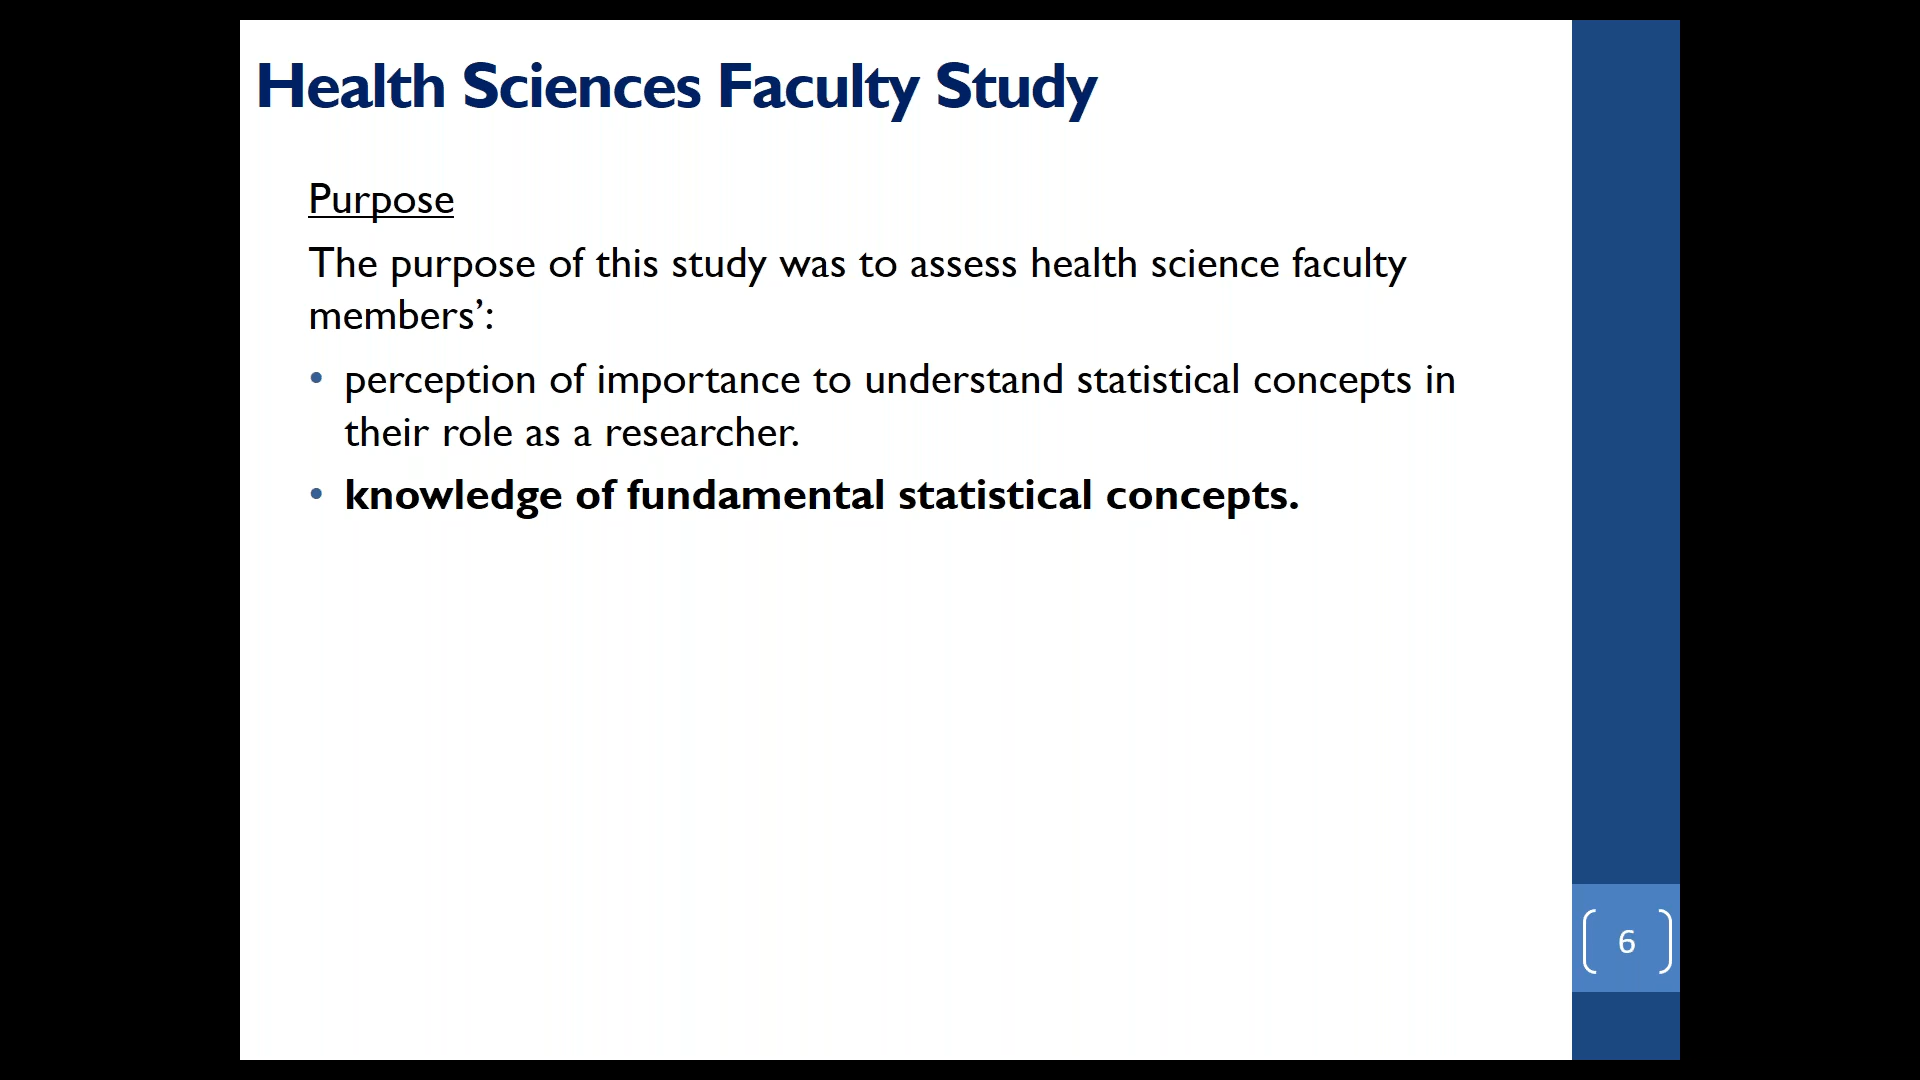 Health Sciences Faculty Study
Purpose
The purpose of this study was to assess health science faculty
members’:
• perception of importance to understand statistical concepts in
their role as a researcher.
• knowledge of fundamental statistical concepts.
6